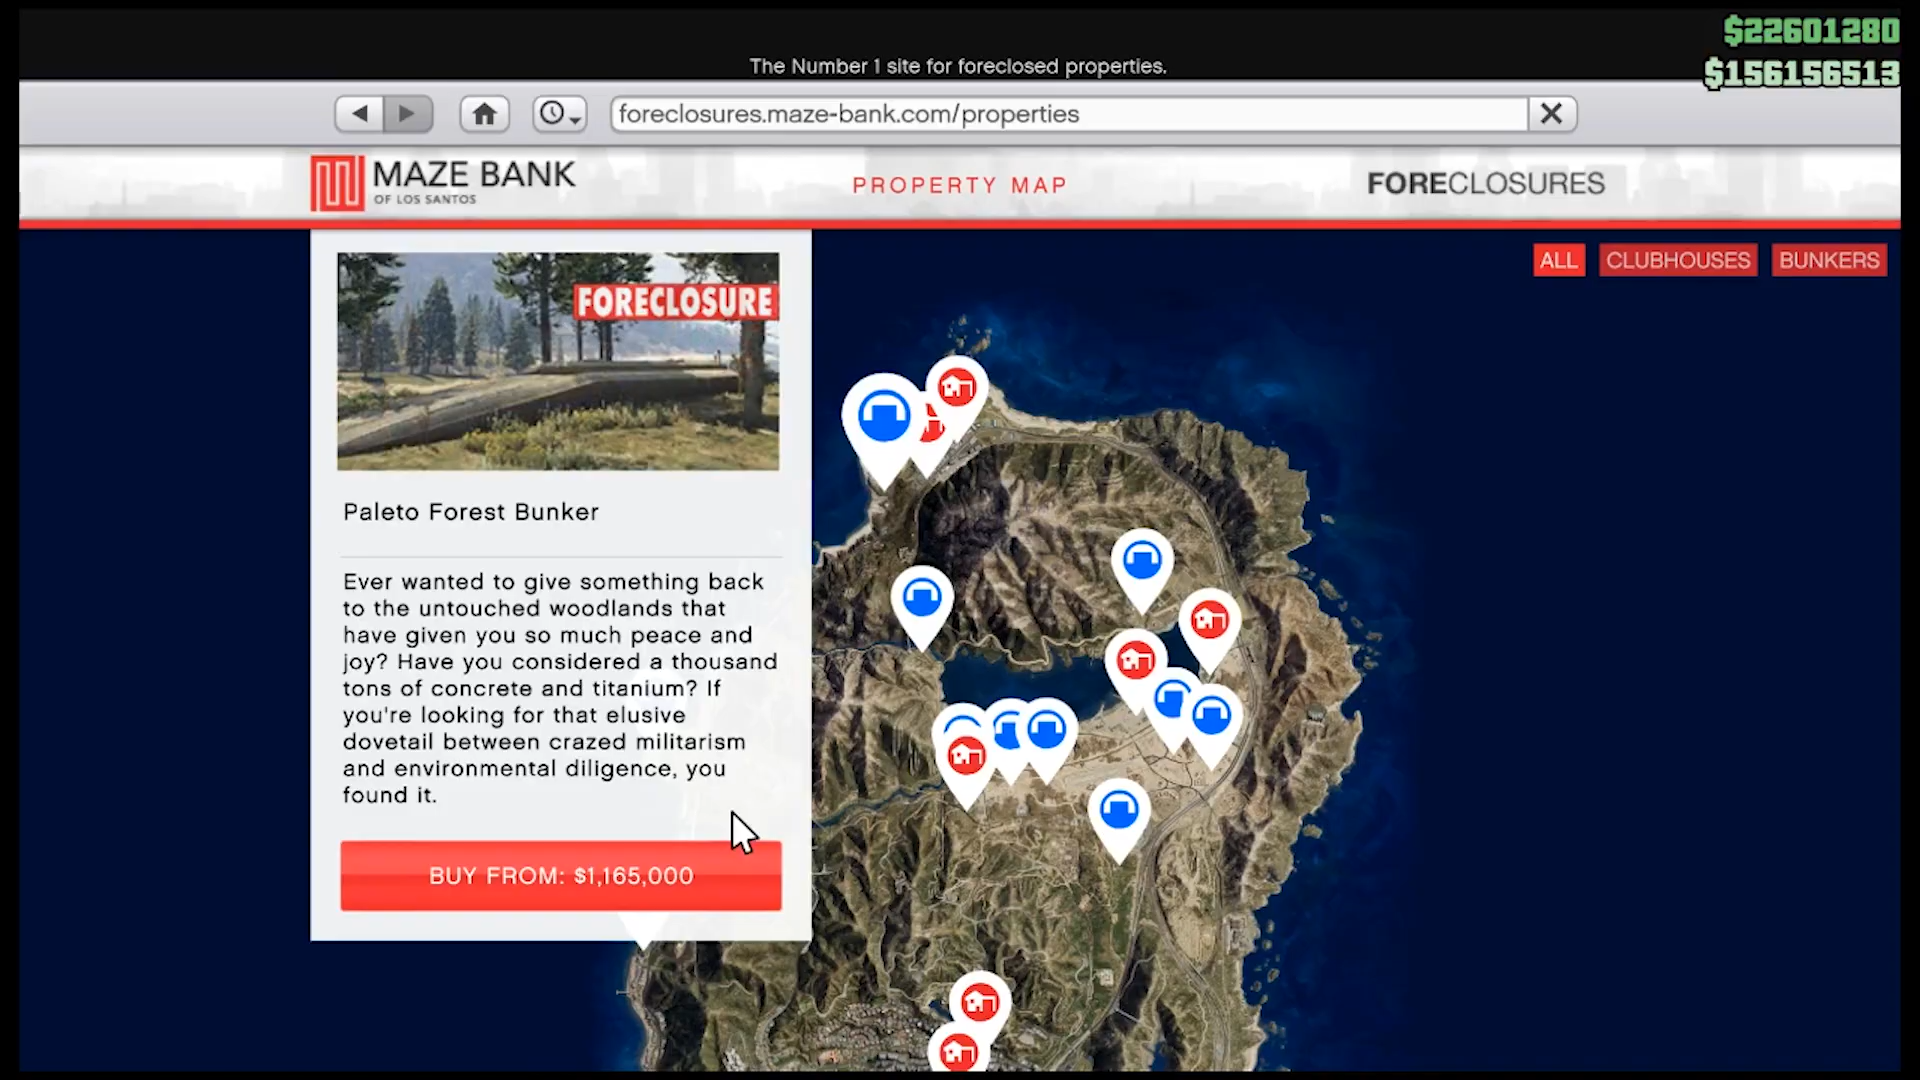 $22601280
$156156513
The Number 1 site for foreclosed properties.
foreclosures.maze-bank.com/properties
MAZE BANK
OF LOS SANTOS
PROPERTY MAP
FORECLOSURES
ALL
CLUBHOUSES
BUNKERS
FORECLOSURE
Paleto Forest Bunker
Ever wanted to give something back
to the untouched woodlands that
have given you so much peace and
joy? Have you considered a thousand
tons of concrete and titanium? If
you're looking for that elusive
dovetail between crazed militarism
and environmental diligence, you
found it.
BUY FROM: $1,165,000